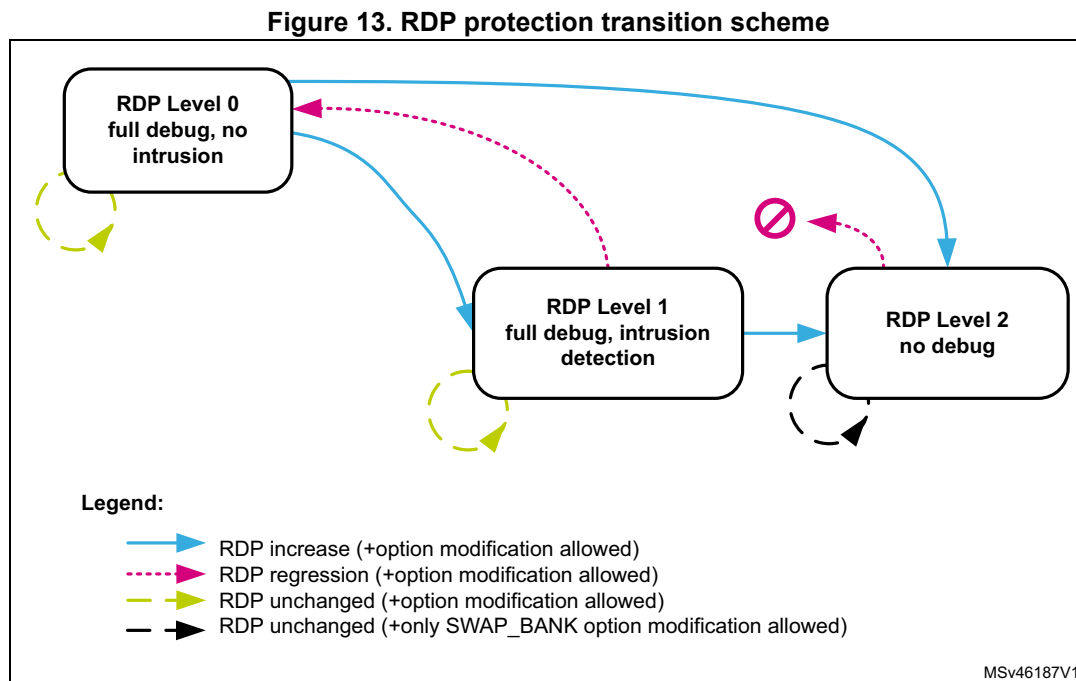 Figure 13. RDP protection transition scheme
RDP Level 0
full debug, no
intrusion
RDP Level 1
full debug, intrusion
detection
RDP Level 2
no debug
Legend:
RDP increase (+option modification allowed)
RDP regression (+option modification allowed)
RDP unchanged (+option modification allowed)
RDP unchanged (+only SWAP_BANK option modification allowed)
MSv46187V1